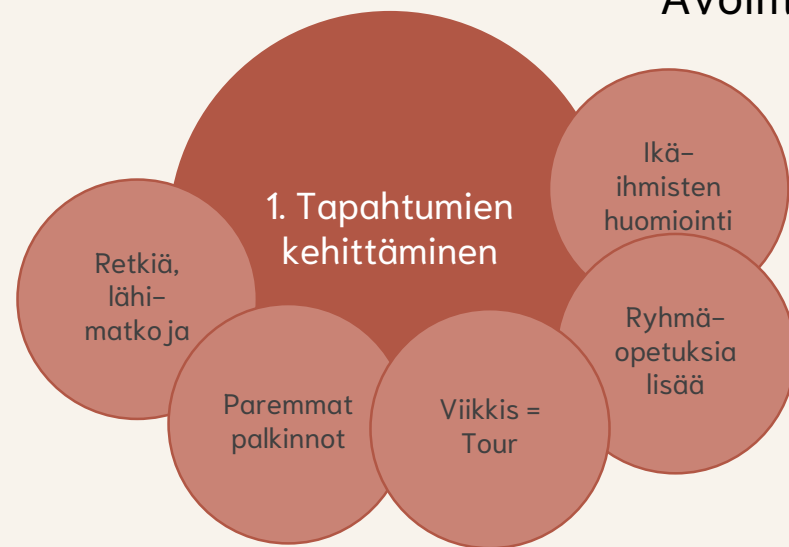 1. Tapahtumien
kehittäminen
Ikä-
ihmisten
huomiointi
Retkiä,
lähi-
matkoja
Ryhmä-
opetuksia
lisää
Paremmat
palkinnot
Viikkis =
Tour